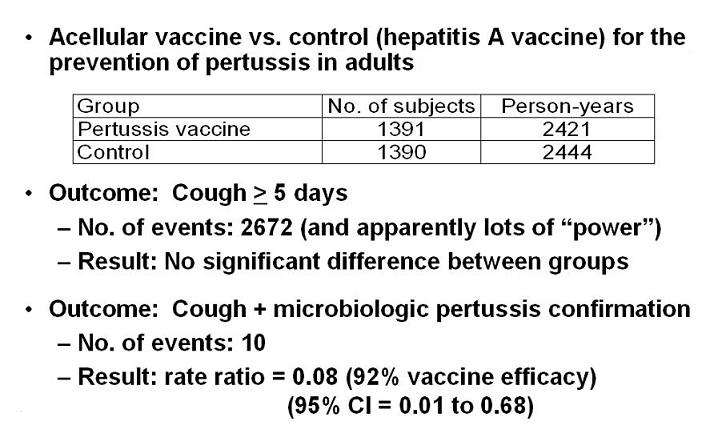 • Acellular vaccine vs. control (hepatitis A vaccine) for the
prevention of pertussis in adults
Group No. of subjects Person-years
Pertussis vaccine 1391 2421
Control 1390 2444
• Outcome: Cough ≥ 5 days
– No. of events: 2672 (and apparently lots of “power”)
– Result: No significant difference between groups
• Outcome: Cough + microbiologic pertussis confirmation
– No. of events: 10
– Result: rate ratio = 0.08 (92% vaccine efficacy)
(95% CI = 0.01 to 0.68)